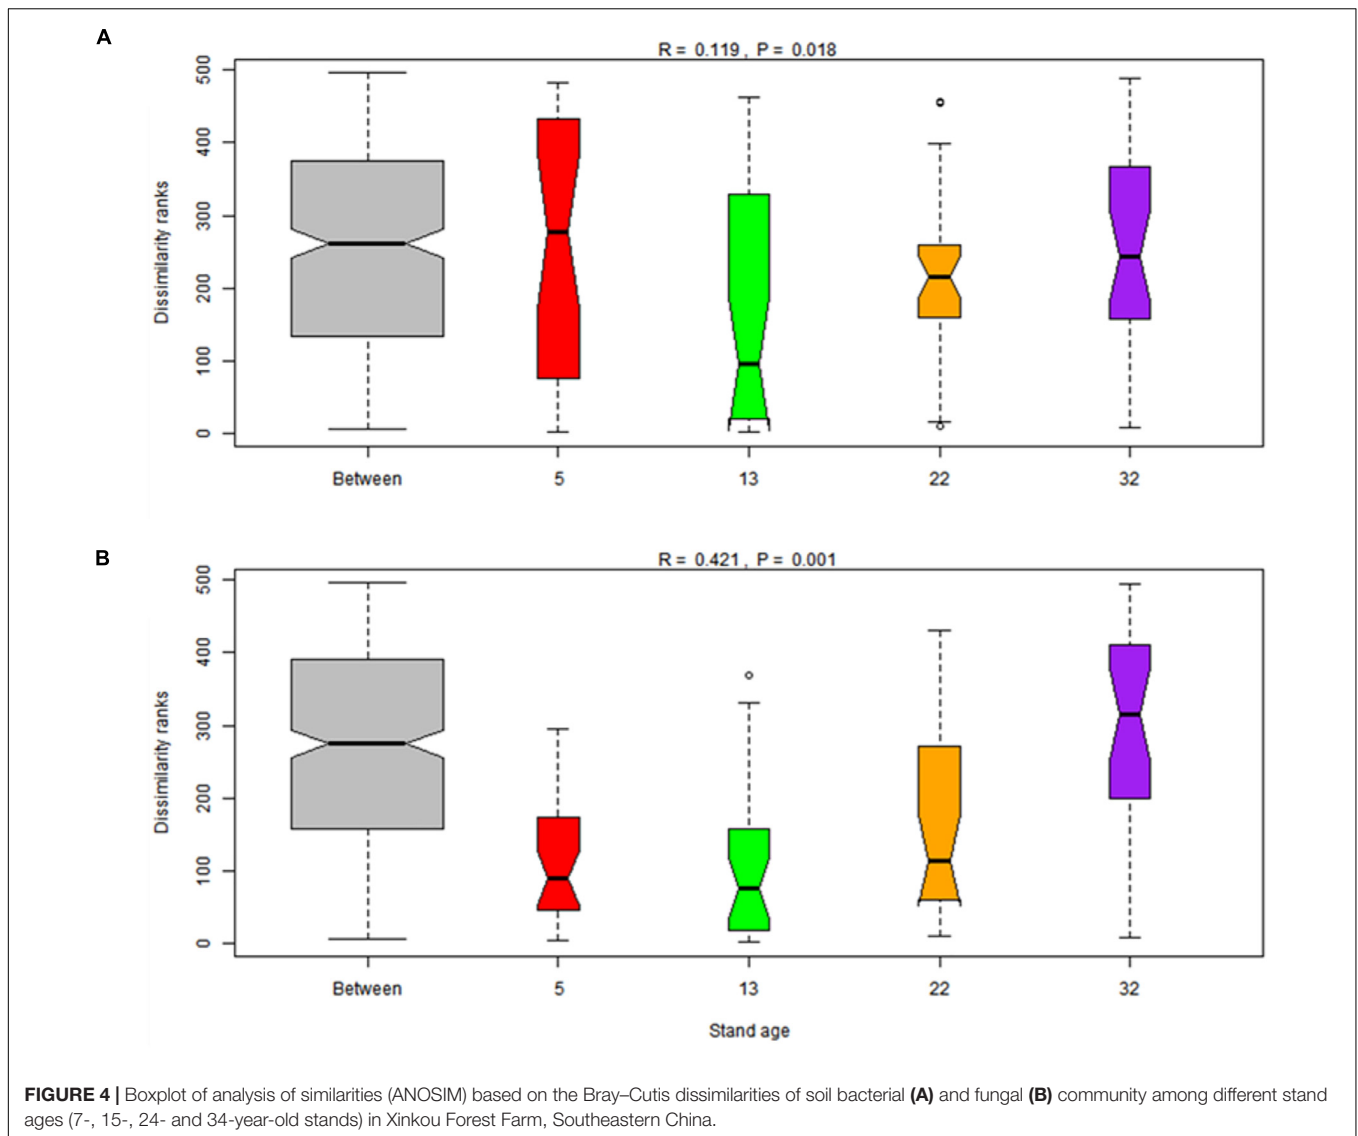 A
R = 0.119 , P = 0.018
500
400
300
200
100
0
Dissimilarity ranks
Between 5 13 22 32
B
R = 0.421 , P = 0.001
500
400
300
200
100
0
Dissimilarity ranks
Between 5 13 22 32
Stand age
FIGURE 4 | Boxplot of analysis of similarities (ANOSIM) based on the Bray–Cutis dissimilarities of soil bacterial (A) and fungal (B) community among different stand
ages (7-, 15-, 24- and 34-year-old stands) in Xinkou Forest Farm, Southeastern China.